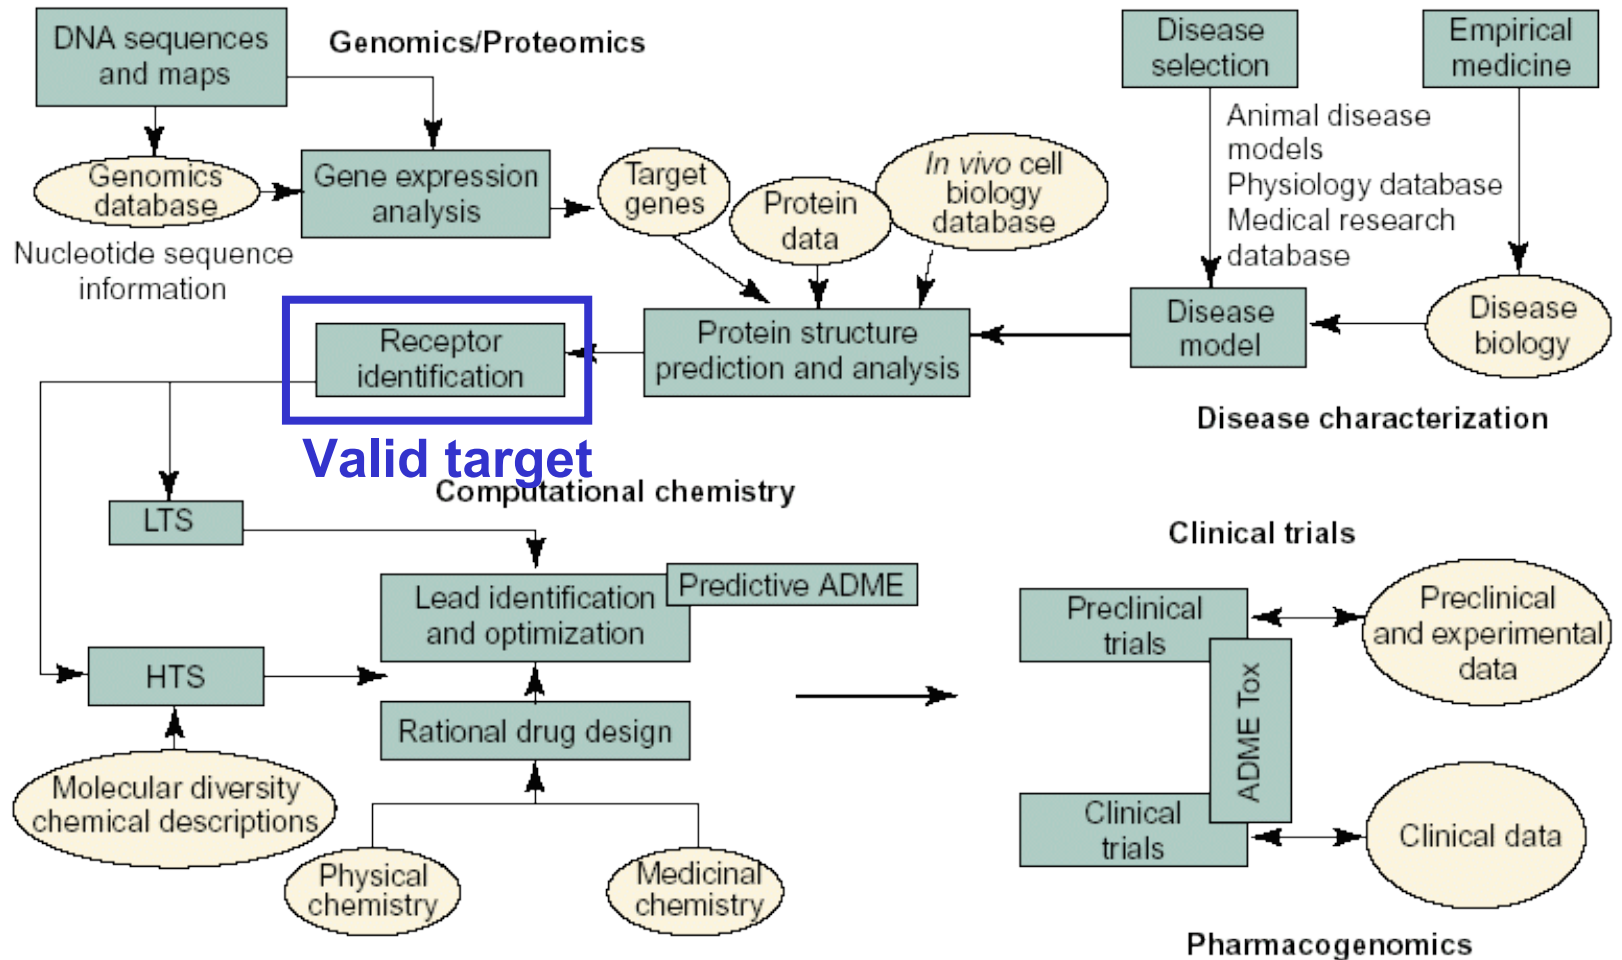 DNA sequences
and maps
Genomics/Proteomics
Disease
selection
Empirical
medicine
Animal disease
models
Physiology database
Medical research
database
Genomics
database
Gene expression
analysis
Target
genes
Protein
data
In vivo cell
biology
database
Nucleotide sequence
information
Receptor
identification
Protein structure
prediction and analysis
Disease
model
Disease
biology
Valid target
Disease characterization
Computational chemistry
LTS
Clinical trials
Lead identification
and optimization
Predictive ADME
Preclinical
trials
Preclinical
and experimental
data
HTS
Rational drug design
ADME Tox
Molecular diversity
chemical descriptions
Clinical
trials
Clinical data
Physical
chemistry
Medicinal
chemistry
Pharmacogenomics